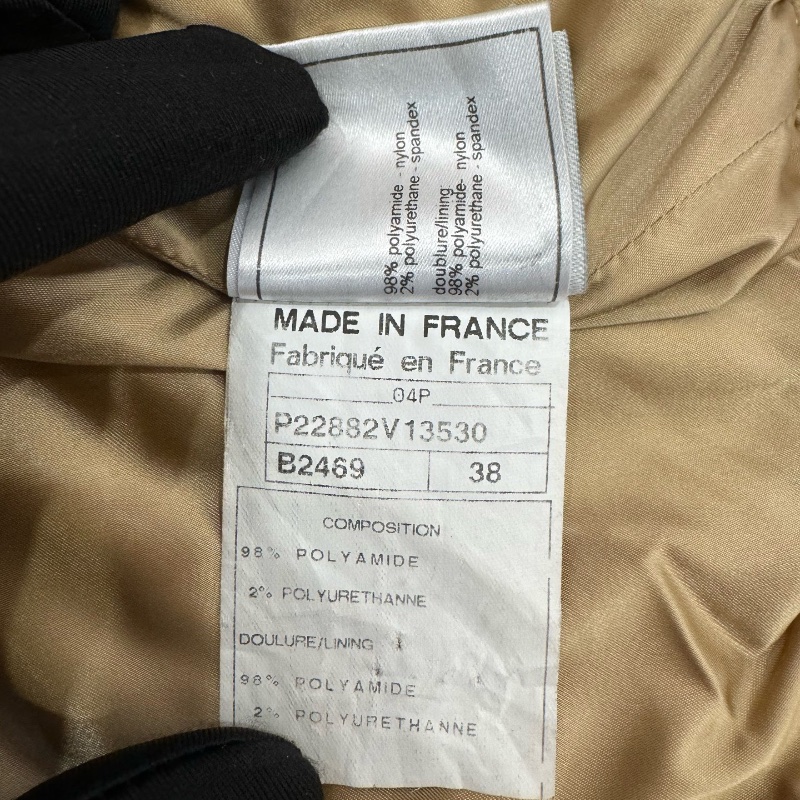 98% polyamide - nylon
2% polyurethane - spandex
doublure/lining:
98% polyamide- nylon
2% polyurethane - spandex
MADE IN FRANCE
Fabriqué en France
04P
P22882V13530
B2469 38
COMPOSITION
98% POLYAMIDE
2% POLYURETHANNE
DOULURE/LINING
98% POLYAMIDE
2% POLYURETHANNE